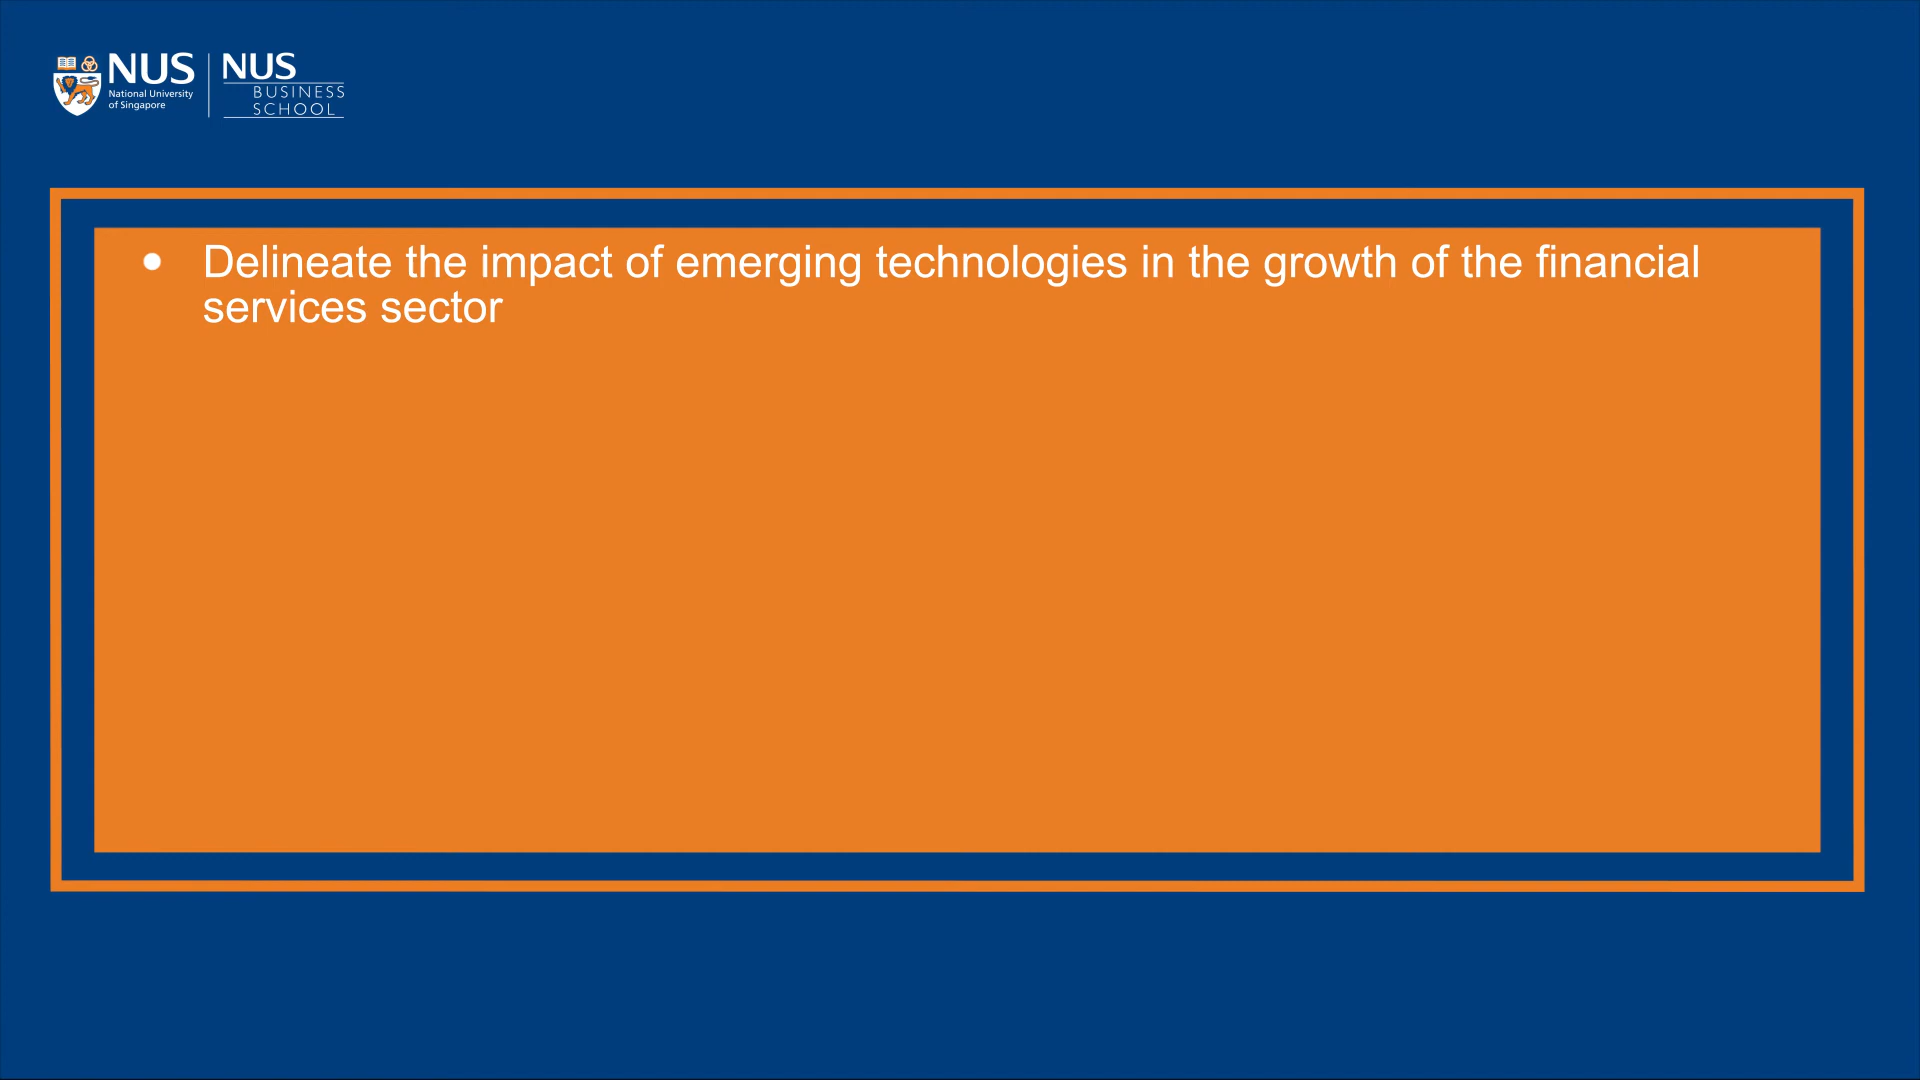 NUS
National University
of Singapore
NUS
BUSINESS
SCHOOL
• Delineate the impact of emerging technologies in the growth of the financial
services sector